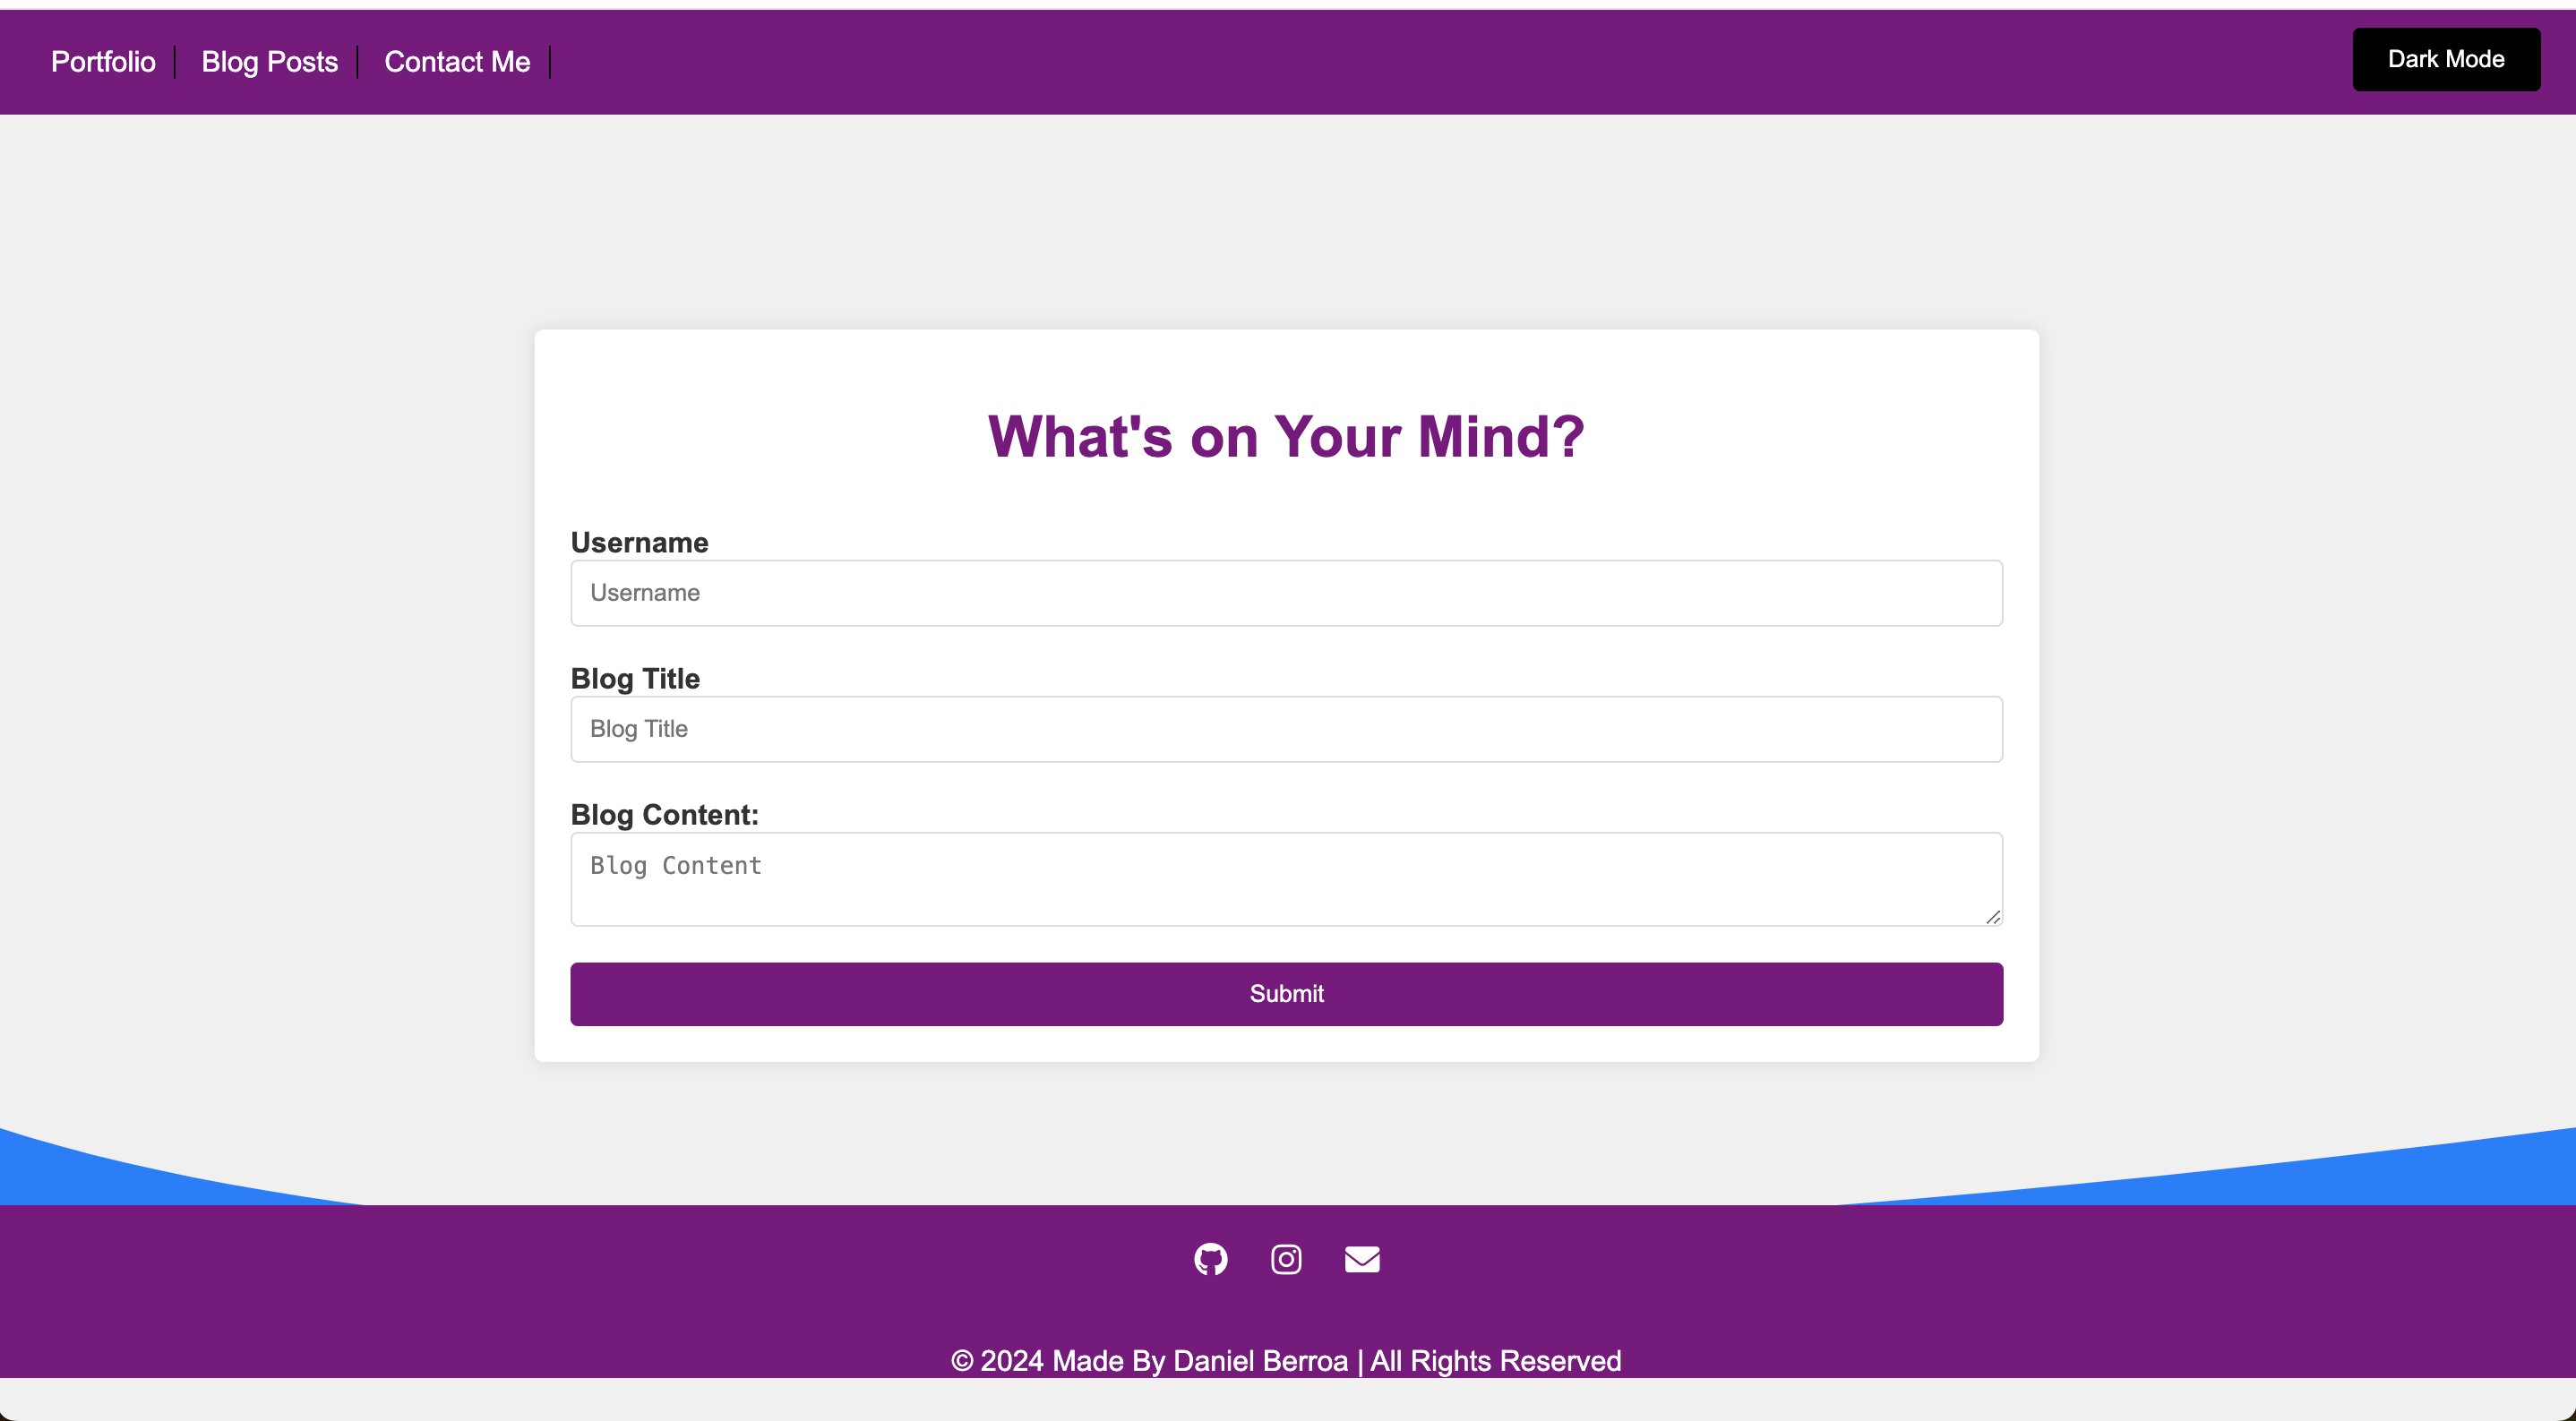 Portfolio Blog Posts Contact Me Dark Mode
What's on Your Mind?
Username
Username
Blog Title
Blog Title
Blog Content:
Blog Content
Submit
© 2024 Made By Daniel Berroa | All Rights Reserved